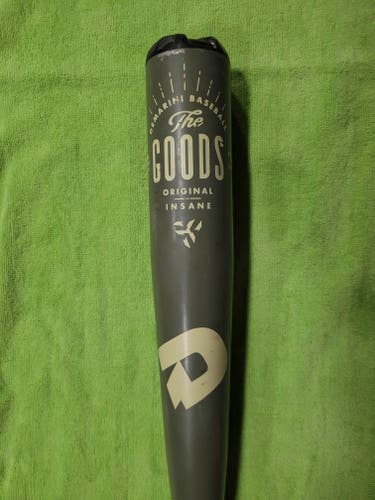 DEMARINI BASEBALL
The
GOODS
ORIGINAL
INSANE